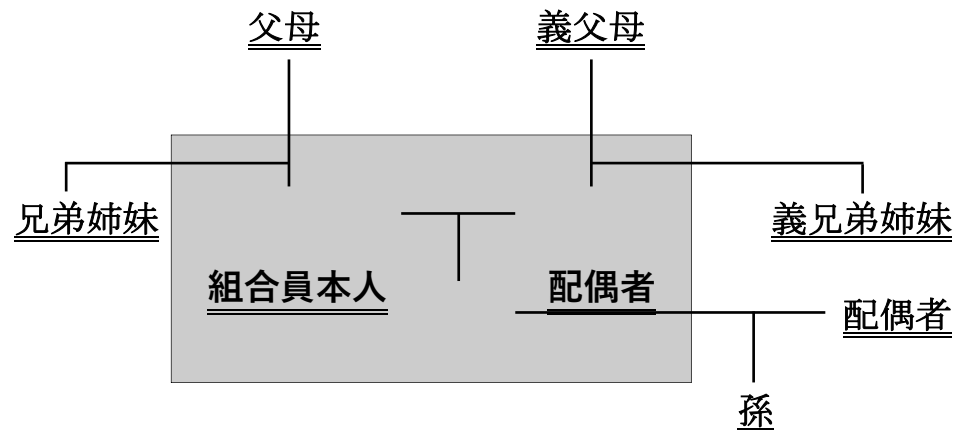 父母
義父母
兄弟姉妹
義兄弟姉妹
組合員本人
配偶者
配偶者
孫